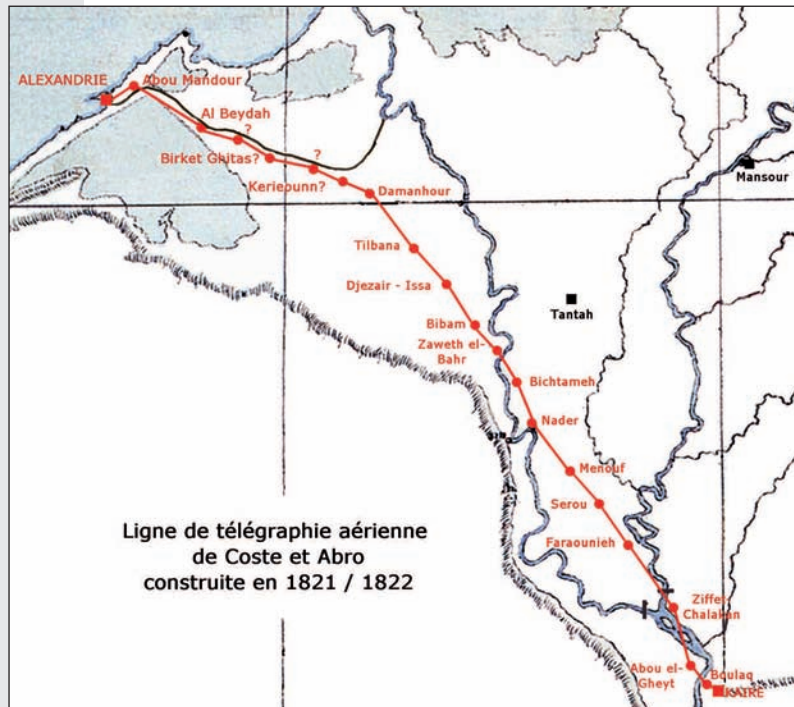 ALEXANDRIE
Abou Mandour
Al Beydah
?
Birket Ghitas?
?
Keriepunn?
Damanhour
Mansour
Tilbana
Djezair - Issa
Tantah
Bibam
Zaweth el-
Bahr
Bichtameh
Nader
Menouf
Serou
Faraounieh
Ligne de télégraphie aérienne
de Coste et Abro
construite en 1821 / 1822
Ziffet
Chalakan
Abou el-
Gheyt
Boulaq
KAIRE